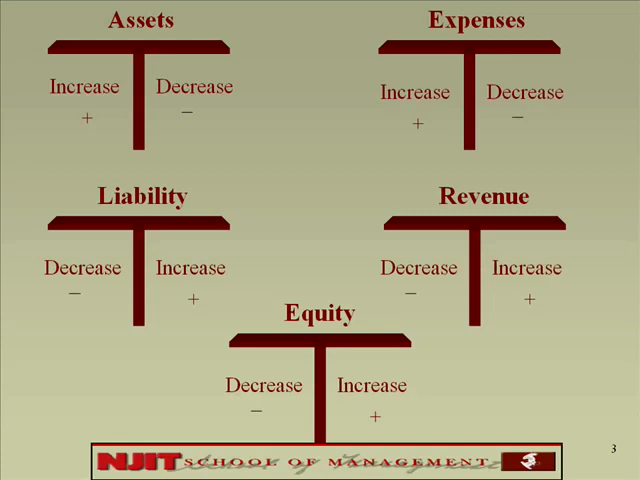 Assets
Expenses
Increase
Decrease
+
−
Increase
Decrease
+
−
Liability
Revenue
Decrease
Increase
−
+
Decrease
Increase
−
+
Equity
Decrease
Increase
−
+
NJIT SCHOOL OF MANAGEMENT
3